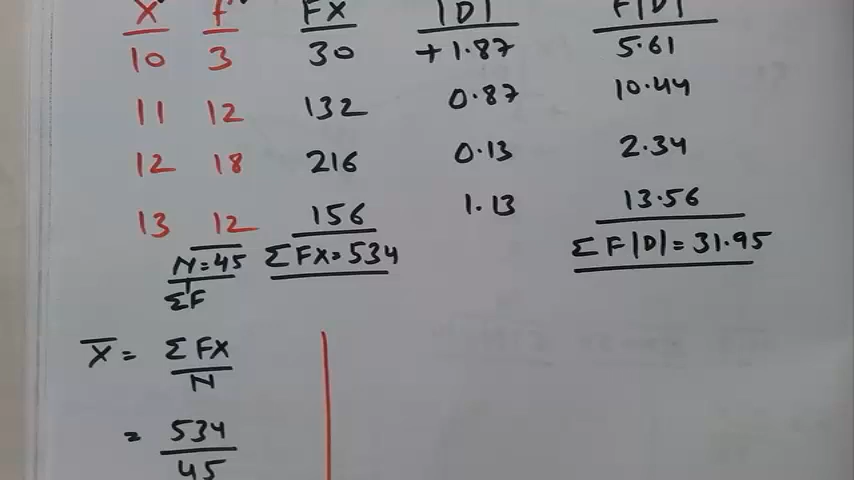 X f FX |D| F|D|
10 3 30 +1.87 5.61
11 12 132 0.87 10.44
12 18 216 0.13 2.34
13 12 156 1.13 13.56
N=45 ΣFX=534 ΣF|D|=31.95
ΣF
X̅ = ΣFX
N
= 534
45